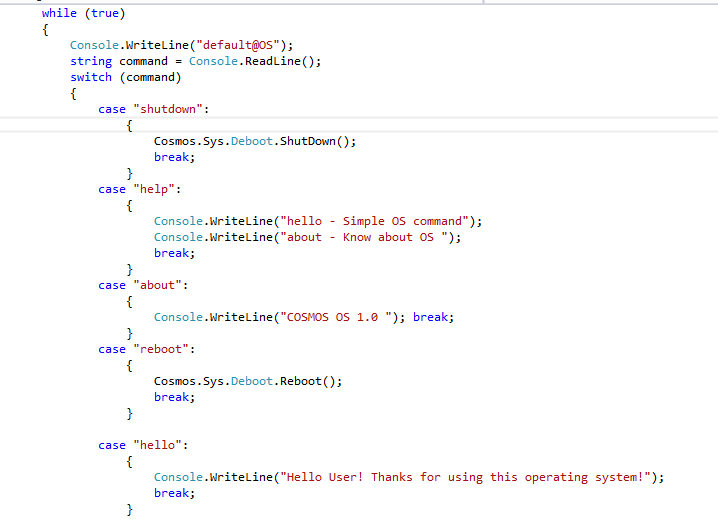 while (true)
{
Console.WriteLine("default@OS");
string command = Console.ReadLine();
switch (command)
{
case "shutdown":
{
Cosmos.Sys.Deboot.ShutDown();
break;
}
case "help":
{
Console.WriteLine("hello - Simple OS command");
Console.WriteLine("about - Know about OS ");
break;
}
case "about":
{
Console.WriteLine("COSMOS OS 1.0 "); break;
}
case "reboot":
{
Cosmos.Sys.Deboot.Reboot();
break;
}
case "hello":
{
Console.WriteLine("Hello User! Thanks for using this operating system!");
break;
}